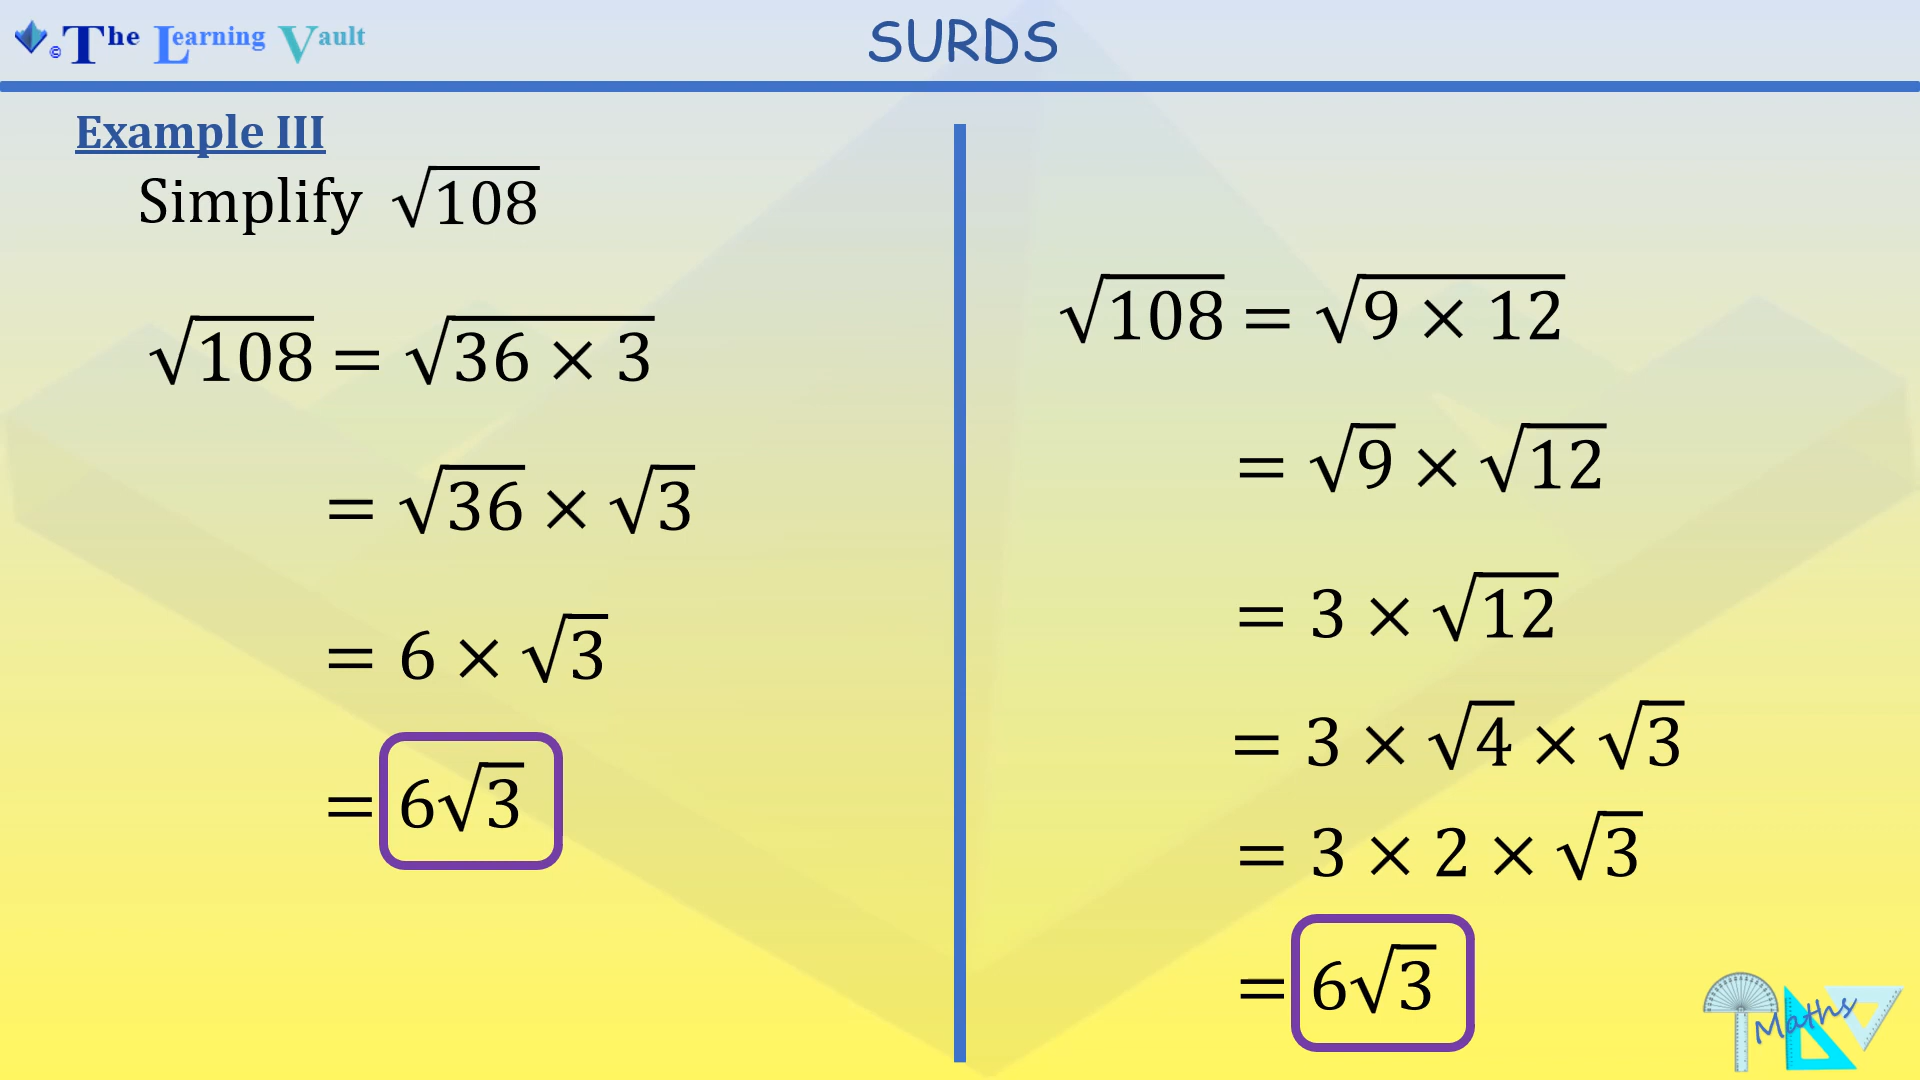 © The Learning Vault
SURDS
Example III
Simplify √108
√108 = √(36 × 3)
= √36 × √3
= 6 × √3
= 6√3
√108 = √(9 × 12)
= √9 × √12
= 3 × √12
= 3 × √4 × √3
= 3 × 2 × √3
= 6√3
Maths